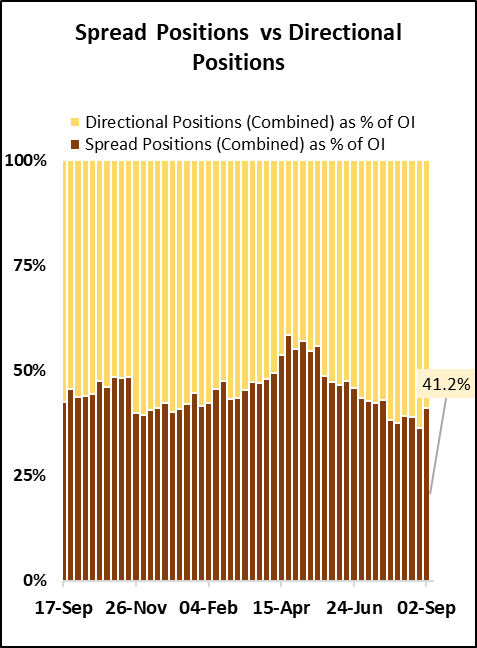 Spread Positions vs Directional
Positions
Directional Positions (Combined) as % of OI
Spread Positions (Combined) as % of OI
100%
75%
50%
41.2%
25%
0%
17-Sep 26-Nov 04-Feb 15-Apr 24-Jun 02-Sep